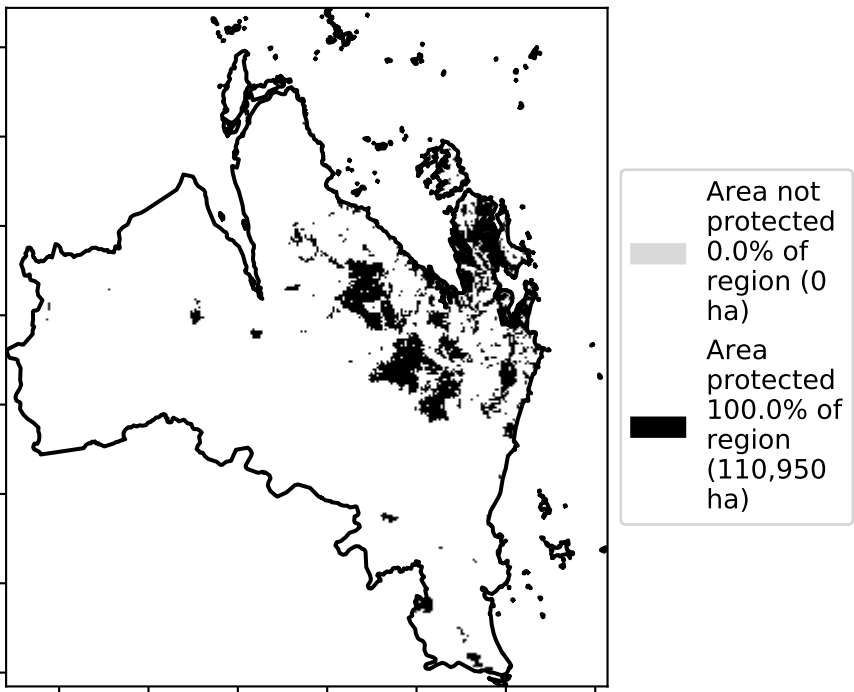 Area not
protected
0.0% of
region (0
ha)
Area
protected
100.0% of
region
(110,950
ha)